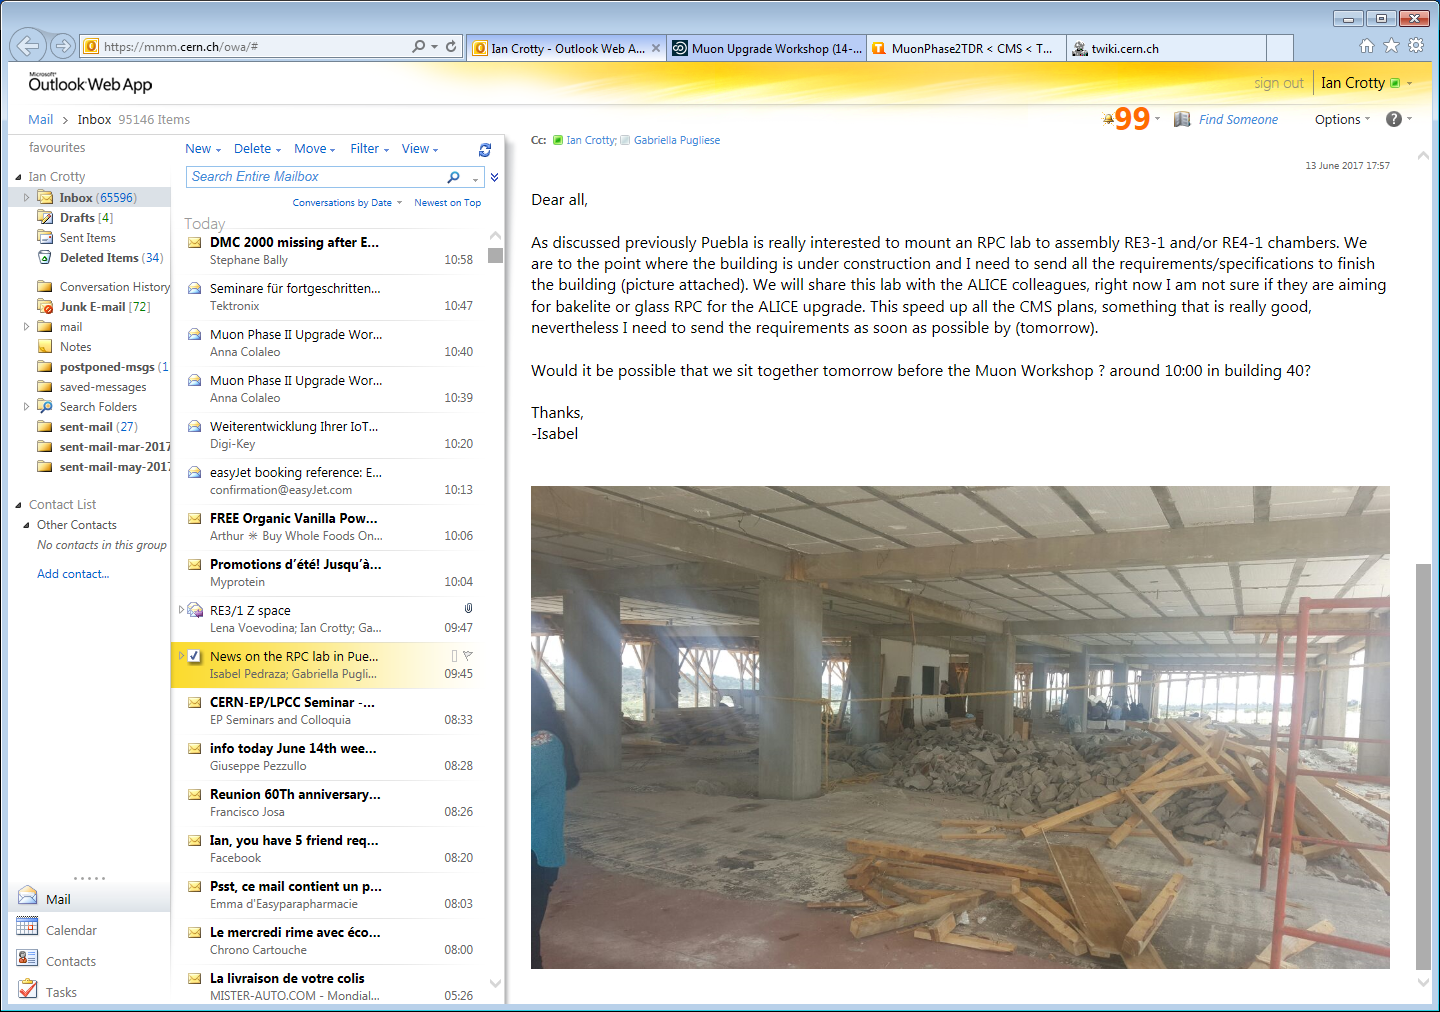 https://mmm.cern.ch/owa/#
Ian Crotty - Outlook Web A...
Muon Upgrade Workshop (14-...
MuonPhase2TDR < CMS < T...
twiki.cern.ch
Microsoft®
Outlook Web App
sign out
Ian Crotty
Mail > Inbox 95146 Items
99
Find Someone
Options
favourites
Ian Crotty
Inbox (65596)
Drafts [4]
Sent Items
Deleted Items (34)
Conversation History
Junk E-mail [72]
mail
Notes
postponed-msgs (1
saved-messages
Search Folders
sent-mail (27)
sent-mail-mar-2017
sent-mail-may-2017
Contact List
Other Contacts
No contacts in this group
Add contact...
Mail
Calendar
Contacts
Tasks
New Delete Move Filter View
Search Entire Mailbox
Conversations by Date Newest on Top
Today
DMC 2000 missing after E...
Stephane Bally 10:58
Seminare für fortgeschritten...
Tektronix 10:47
Muon Phase II Upgrade Wor...
Anna Colaleo 10:40
Muon Phase II Upgrade Wor...
Anna Colaleo 10:39
Weiterentwicklung Ihrer IoT...
Digi-Key 10:20
easyJet booking reference: E...
confirmation@easyJet.com 10:13
FREE Organic Vanilla Pow...
Arthur ✳ Buy Whole Foods On... 10:06
Promotions d’été! Jusqu’à...
Myprotein 10:04
RE3/1 Z space
Lena Voevodina; Ian Crotty; Ga... 09:47
News on the RPC lab in Pue...
Isabel Pedraza; Gabriella Pugli... 09:45
CERN-EP/LPCC Seminar -...
EP Seminars and Colloquia 08:33
info today June 14th wee...
Giuseppe Pezzullo 08:28
Reunion 60Th anniversary...
Francisco Josa 08:26
Ian, you have 5 friend req...
Facebook 08:20
Psst, ce mail contient un p...
Emma d'Easyparapharmacie 08:03
Le mercredi rime avec éco...
Chrono Cartouche 08:00
La livraison de votre colis
MISTER-AUTO.COM - Mondial... 05:26
Cc: Ian Crotty; Gabriella Pugliese
13 June 2017 17:57
Dear all,
As discussed previously Puebla is really interested to mount an RPC lab to assembly RE3-1 and/or RE4-1 chambers. We
are to the point where the building is under construction and I need to send all the requirements/specifications to finish
the building (picture attached). We will share this lab with the ALICE colleagues, right now I am not sure if they are aiming
for bakelite or glass RPC for the ALICE upgrade. This speed up all the CMS plans, something that is really good,
nevertheless I need to send the requirements as soon as possible by (tomorrow).
Would it be possible that we sit together tomorrow before the Muon Workshop ? around 10:00 in building 40?
Thanks,
-Isabel